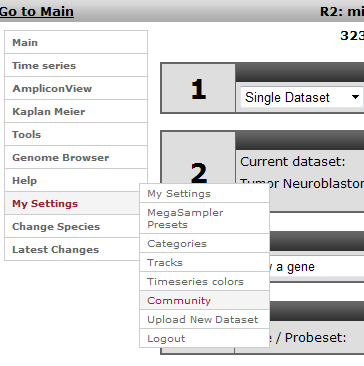 Go to Main
R2: mi
323
Main
Time series
AmpliconView
Kaplan Meier
Tools
Genome Browser
Help
My Settings
Change Species
Latest Changes
My Settings
MegaSampler
Presets
Categories
Tracks
Timeseries colors
Community
Upload New Dataset
Logout
1
Single Dataset
2
Current dataset:
Tumor Neuroblastom
w a gene
/ Probeset: